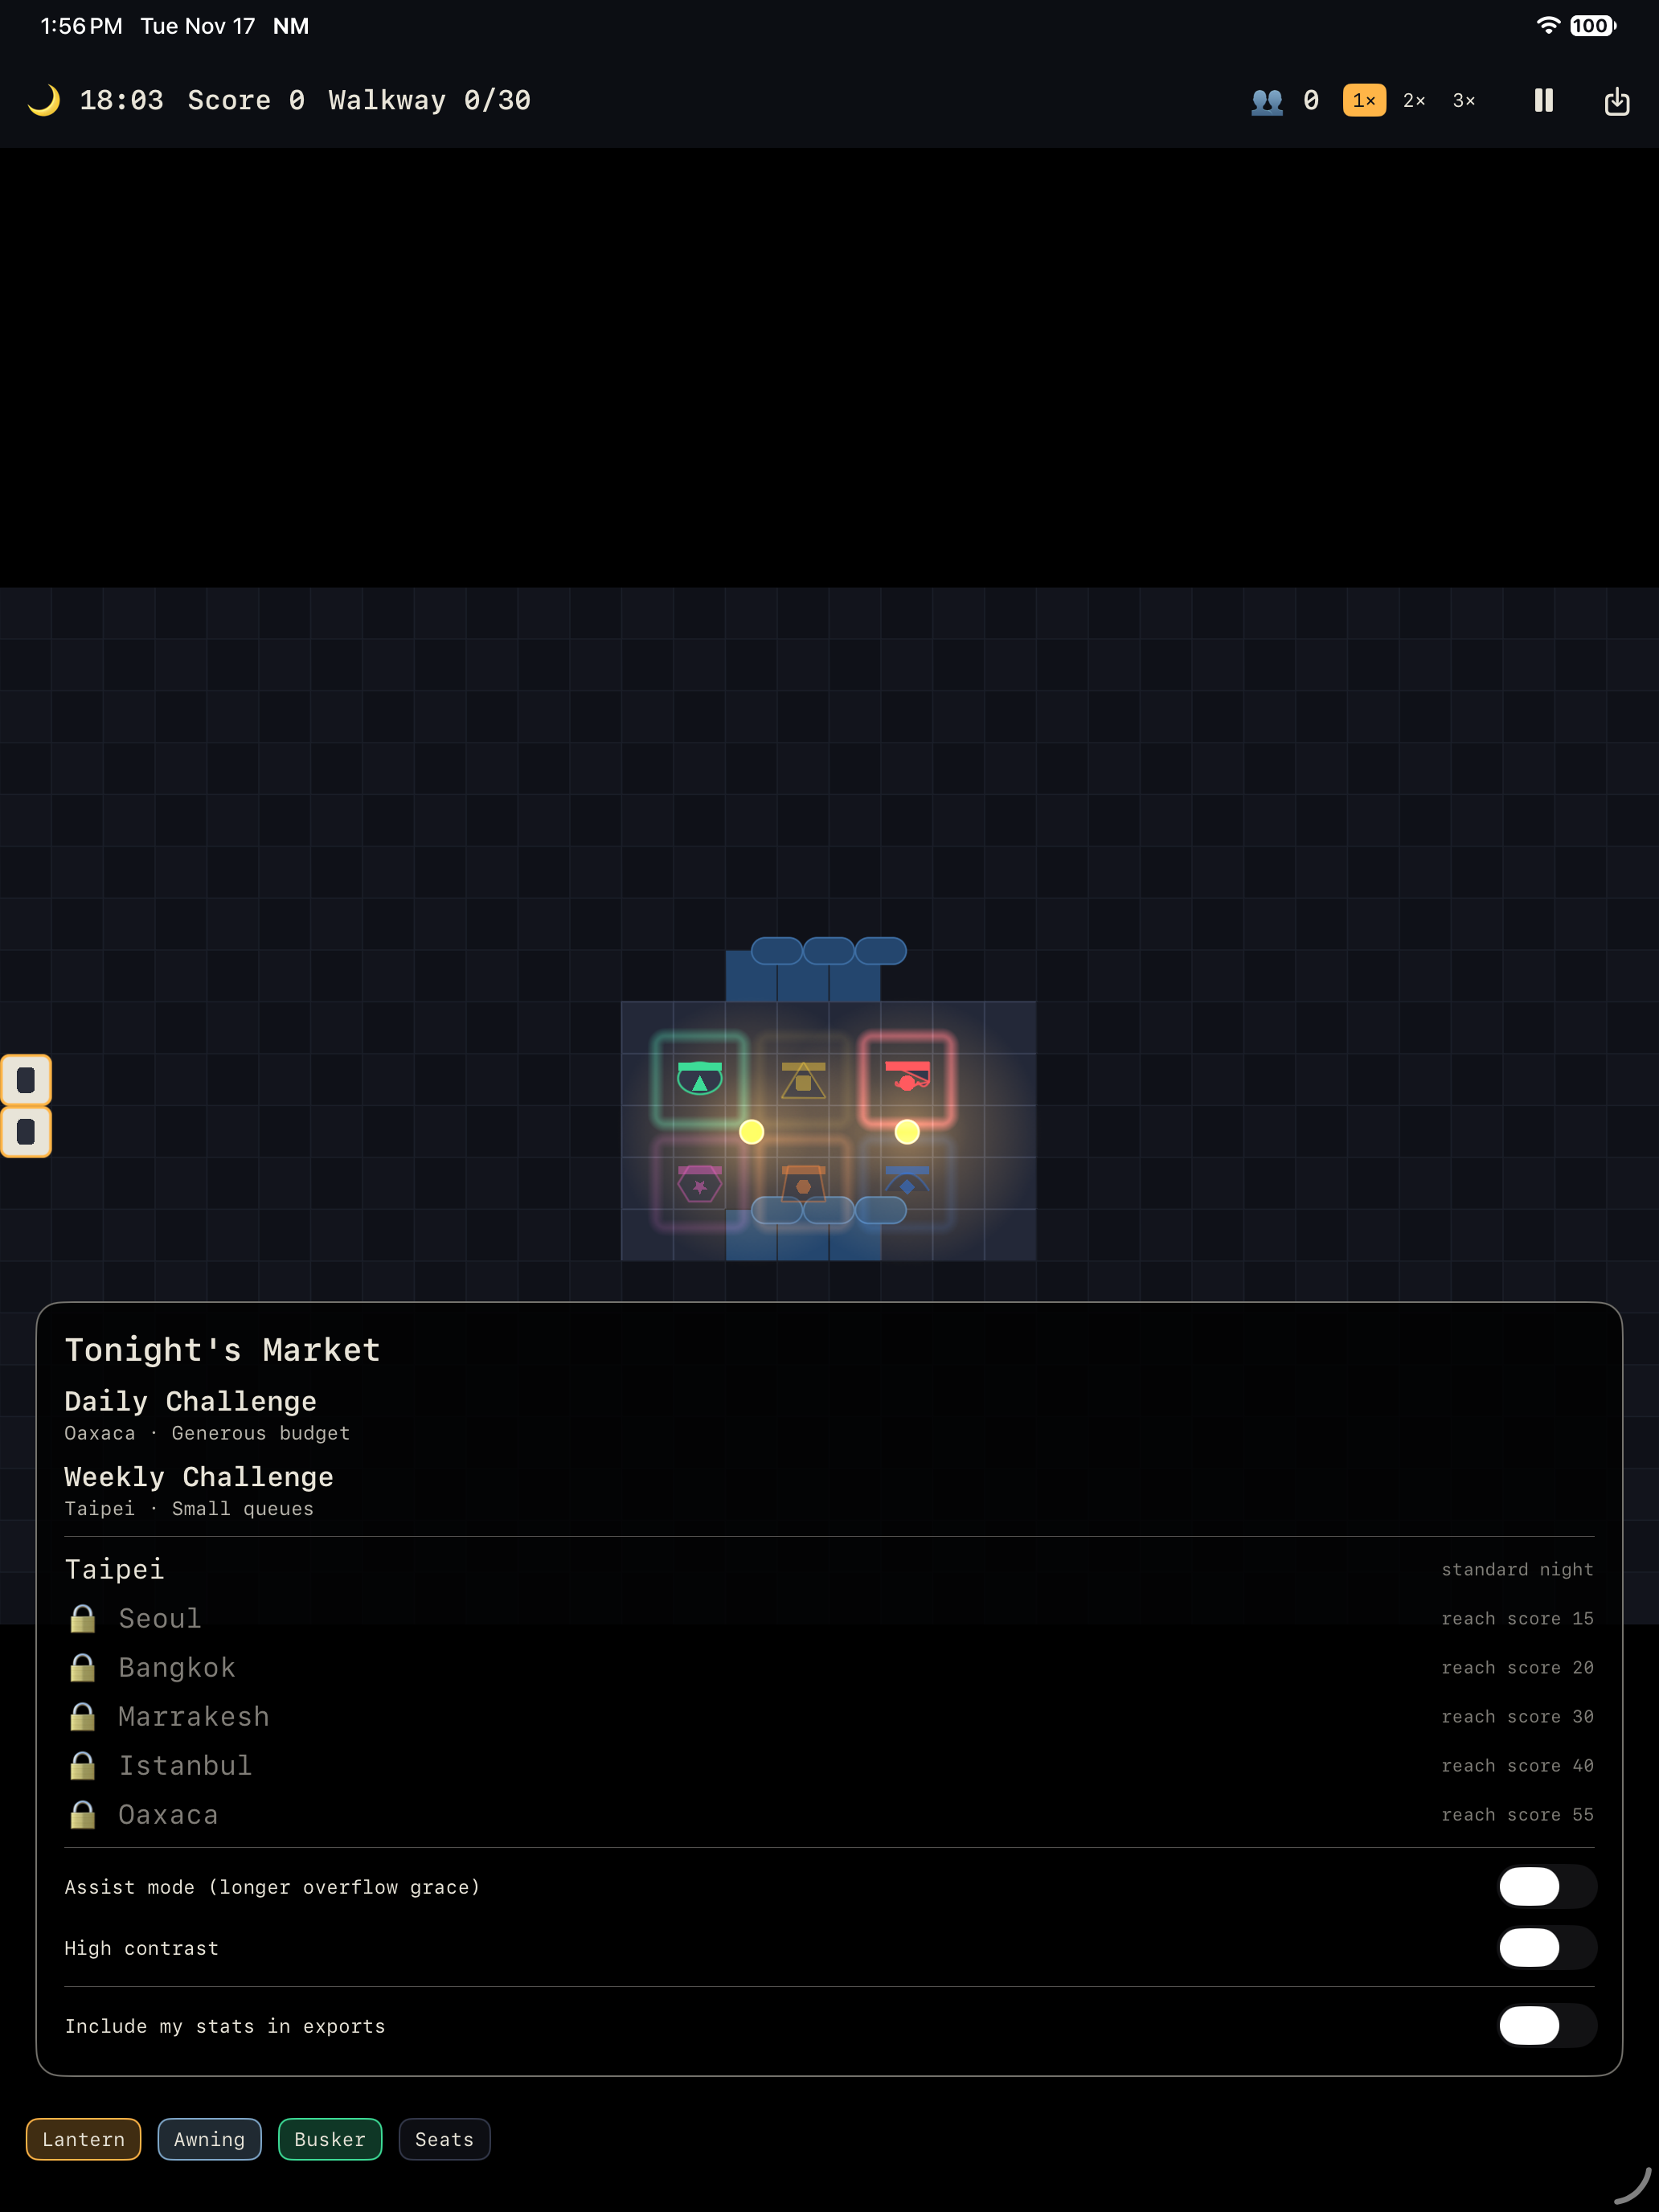 1:56 PM Tue Nov 17 NM 100
18:03 Score 0 Walkway 0/30 0 1× 2× 3×
Tonight's Market
Daily Challenge
Oaxaca · Generous budget
Weekly Challenge
Taipei · Small queues
Taipei standard night
Seoul reach score 15
Bangkok reach score 20
Marrakesh reach score 30
Istanbul reach score 40
Oaxaca reach score 55
Assist mode (longer overflow grace)
High contrast
Include my stats in exports
Lantern Awning Busker Seats